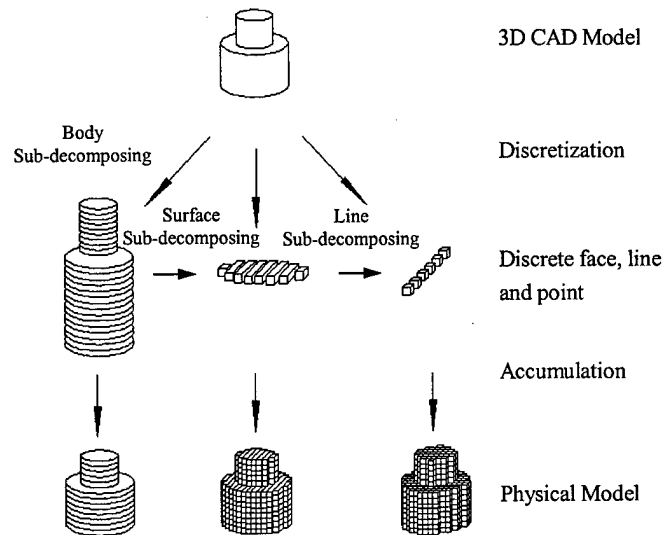 3D CAD Model
Body
Sub-decomposing
Discretization
Surface
Sub-decomposing
Line
Sub-decomposing
Discrete face, line
and point
Accumulation
Physical Model